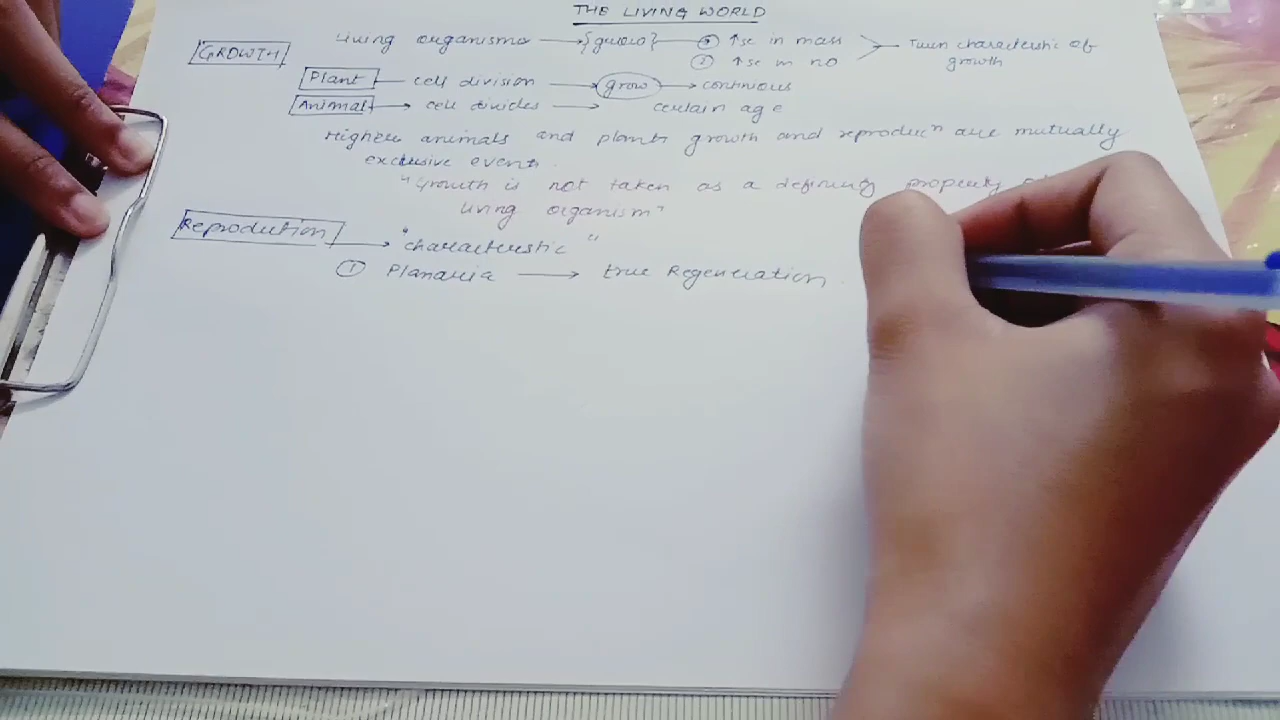 THE LIVING WORLD
GROWTH Living organisms → {grow} → ① ↑se in mass
② ↑se in no
Twin characteristic of growth
Plant — cell division → grow → continuous
Animal → cell divides → certain age
Higher animals and plants growth and reproducⁿ are mutually
exclusive events.
"Growth is not taken as a defining property
living organism"
Reproduction → "characteristic"
① Planaria → true Regeneration.